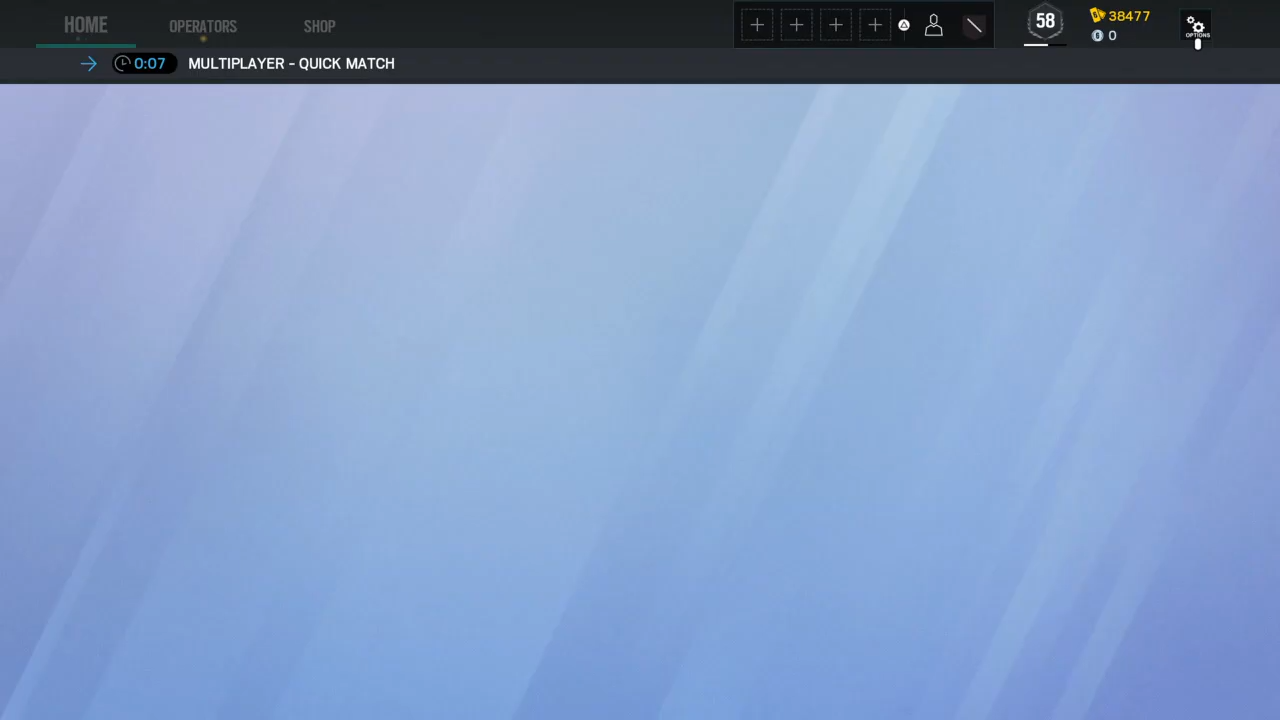 HOME OPERATORS SHOP
58 38477
0
OPTIONS
0:07 MULTIPLAYER - QUICK MATCH